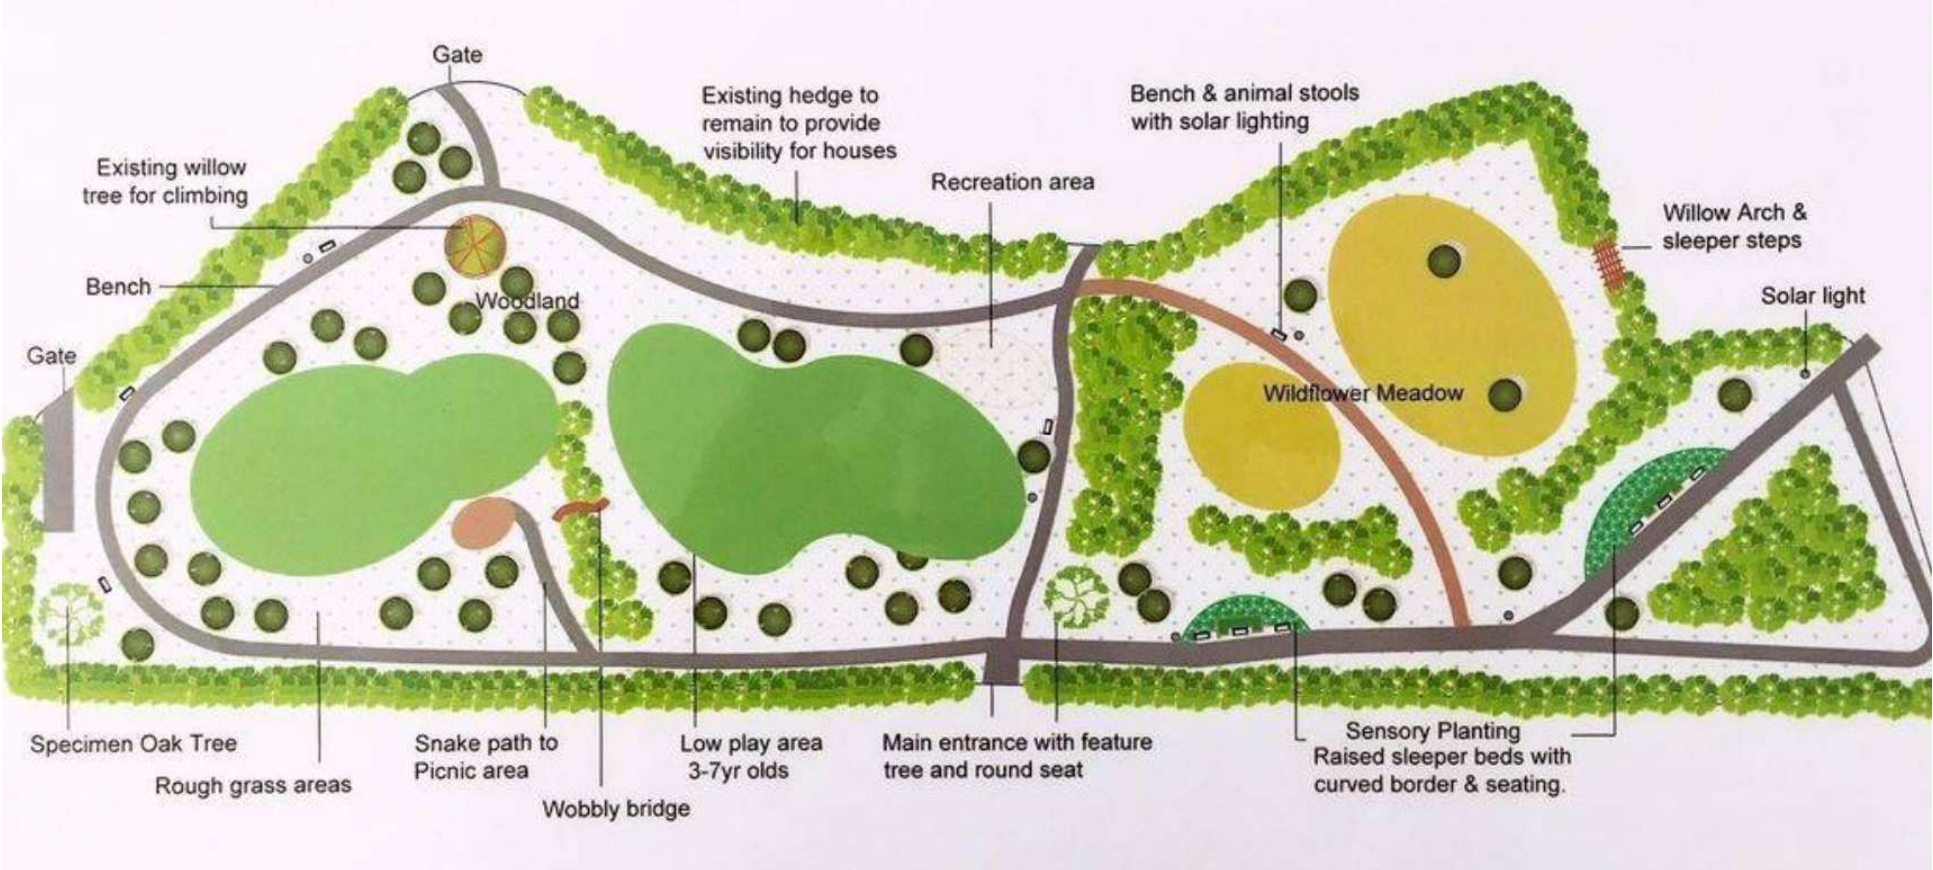 Gate
Existing hedge to
remain to provide
visibility for houses
Bench & animal stools
with solar lighting
Existing willow
tree for climbing
Recreation area
Willow Arch &
sleeper steps
Bench
Woodland
Solar light
Gate
Wildflower Meadow
Specimen Oak Tree
Rough grass areas
Snake path to
Picnic area
Wobbly bridge
Low play area
3-7yr olds
Main entrance with feature
tree and round seat
Sensory Planting
Raised sleeper beds with
curved border & seating.